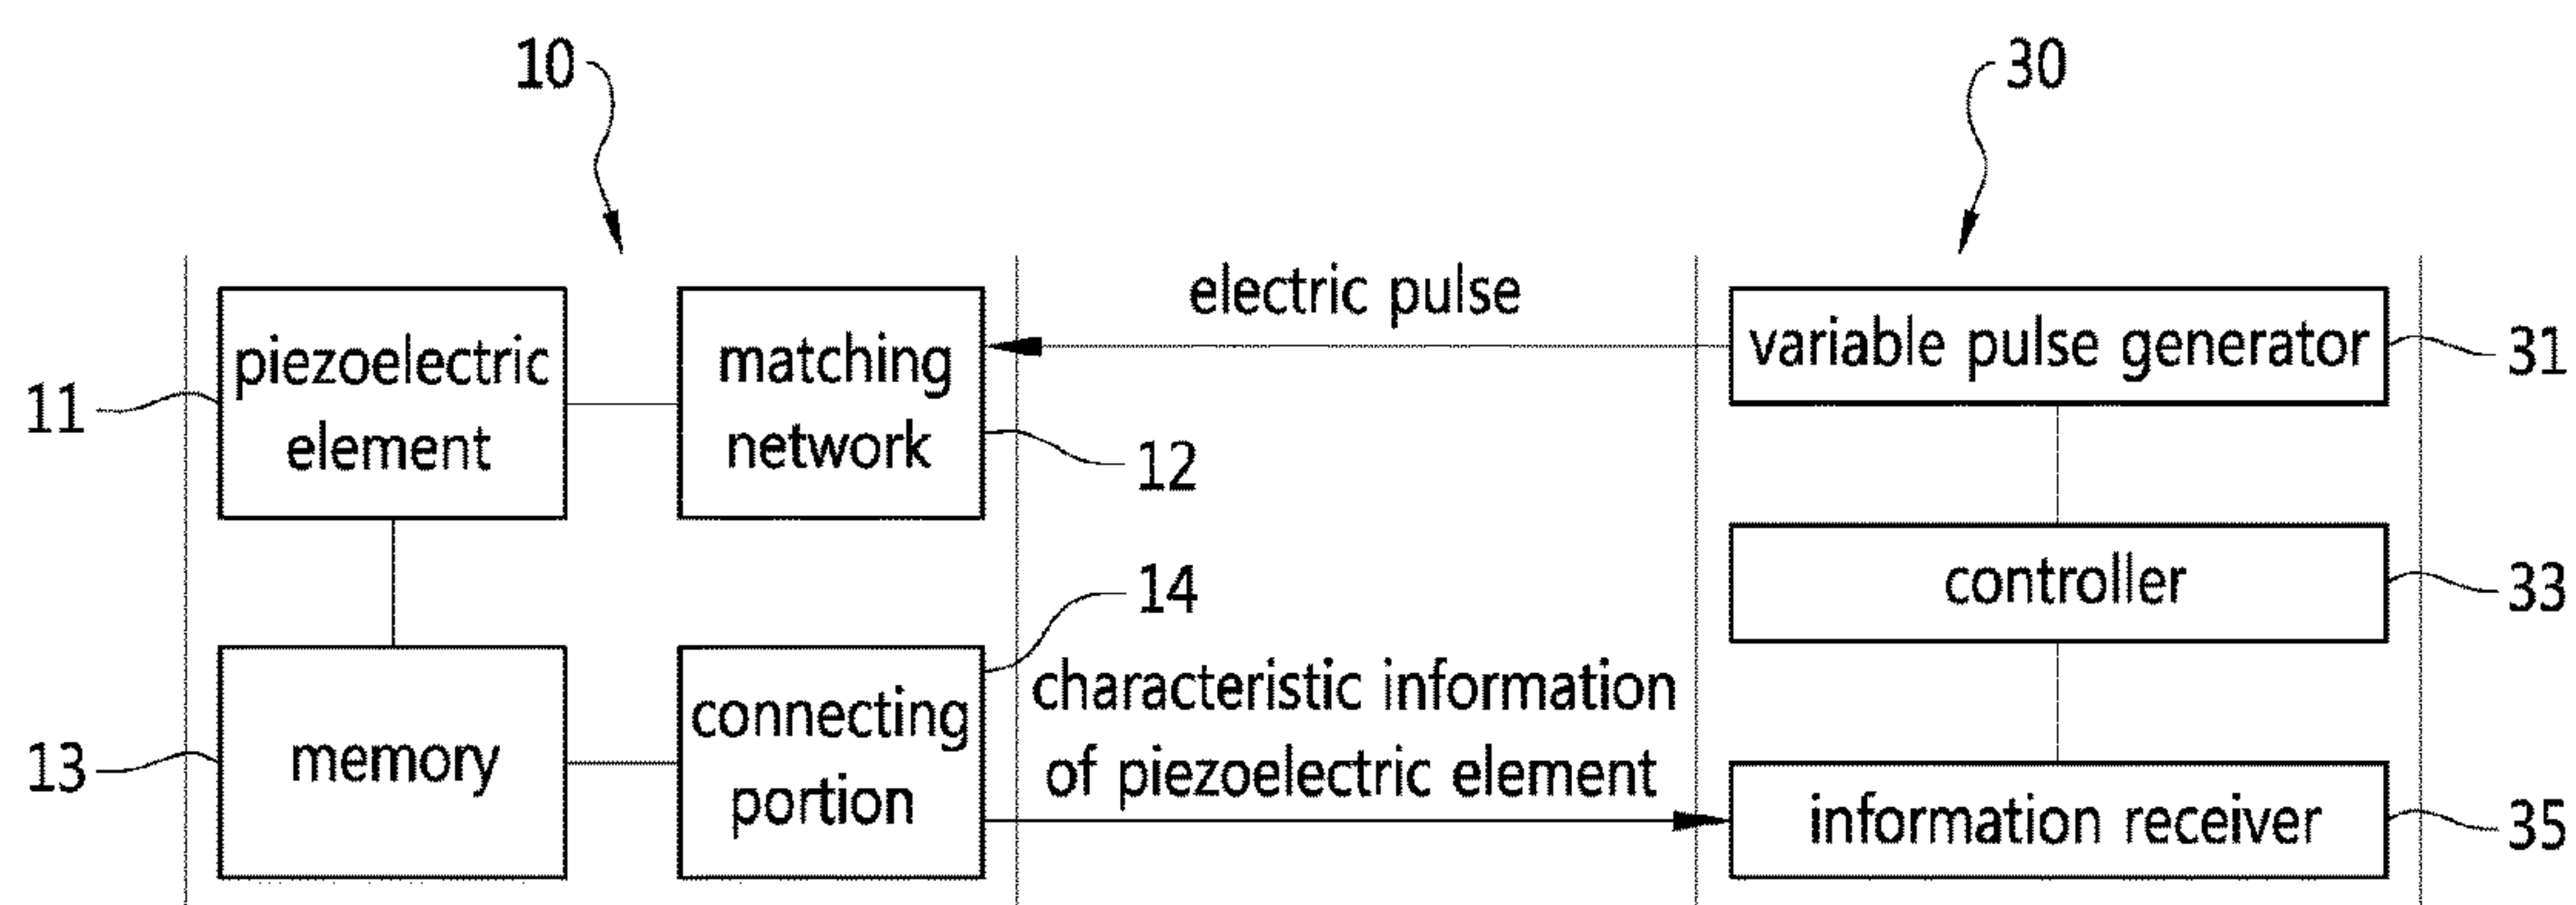 10
30
electric pulse
piezoelectric
element
matching
network
variable pulse generator
11
12
31
controller
33
14
characteristic information
of piezoelectric element
memory
connecting
portion
information receiver
13
35